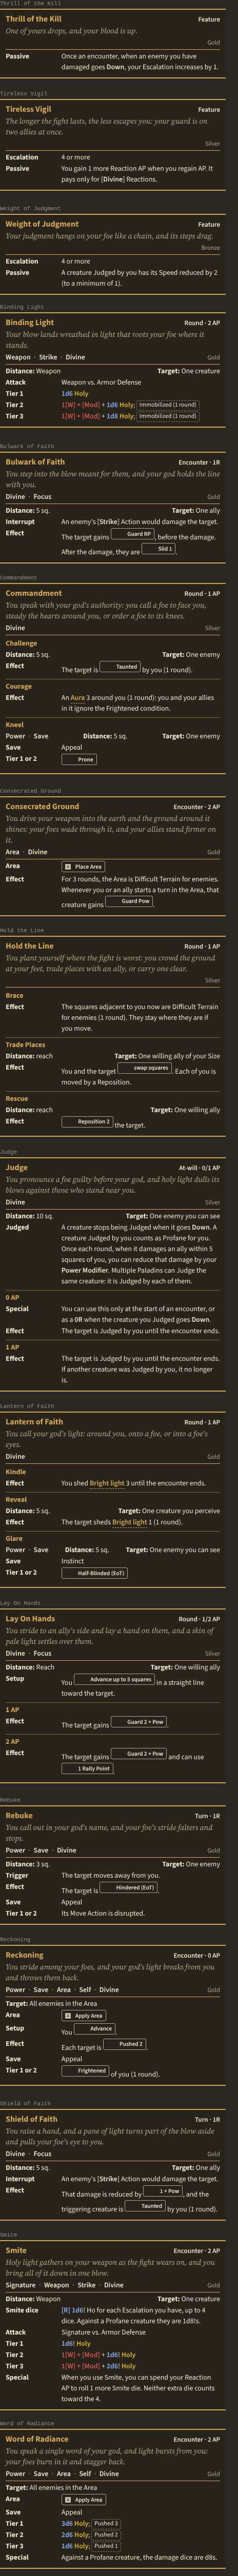 Thrill of the Kill
Thrill of the Kill Feature
One of yours drops, and your blood is up.
Gold
Passive Once an encounter, when an enemy you have
damaged goes Down, your Escalation increases by 1.
Tireless Vigil
Tireless Vigil Feature
The longer the fight lasts, the less escapes you: your guard is on
two allies at once.
Silver
Escalation 4 or more
Passive You gain 1 more Reaction AP when you regain AP. It
pays only for [Divine] Reactions.
Weight of Judgment
Weight of Judgment Feature
Your judgment hangs on your foe like a chain, and its steps drag.
Bronze
Escalation 4 or more
Passive A creature Judged by you has its Speed reduced by 2
(to a minimum of 1).
Binding Light
Binding Light Round · 2 AP
Your blow lands wreathed in light that roots your foe where it
stands.
Weapon · Strike · Divine Gold
Distance: Weapon Target: One creature
Attack Weapon vs. Armor Defense
Tier 1 1d6 Holy
Tier 2 1[W] + [Mod] + 1d6 Holy; Immobilized (1 round)
Tier 3 1[W] + [Mod] + 1d8 Holy; Immobilized (1 round)
Bulwark of Faith
Bulwark of Faith Encounter · 1R
You step into the blow meant for them, and your god holds the line
with you.
Divine · Focus Gold
Distance: 5 sq. Target: One ally
Interrupt An enemy's [Strike] Action would damage the target.
Effect The target gains Guard RP, before the damage.
After the damage, they are Slid 1.
Commandment
Commandment Round · 1 AP
You speak with your god's authority: you call a foe to face you,
steady the hearts around you, or order a foe to its knees.
Divine Silver
Challenge
Distance: 5 sq. Target: One enemy
Effect The target is Taunted by you (1 round).
Courage
Effect An Aura 3 around you (1 round): you and your allies
in it ignore the Frightened condition.
Kneel
Power · Save Distance: 5 sq. Target: One enemy
Save Appeal
Tier 1 or 2 Prone
Consecrated Ground
Consecrated Ground Encounter · 2 AP
You drive your weapon into the earth and the ground around it
shines: your foes wade through it, and your allies stand firmer on
it.
Area · Divine Gold
Area Place Area
Effect For 3 rounds, the Area is Difficult Terrain for enemies.
Whenever you or an ally starts a turn in the Area, that
creature gains Guard Pow.
Hold the Line
Hold the Line Round · 1 AP
You plant yourself where the fight is worst: you crowd the ground
at your feet, trade places with an ally, or carry one clear.
Silver
Brace
Effect The squares adjacent to you now are Difficult Terrain
for enemies (1 round). They stay where they are if
you move.
Trade Places
Distance: reach Target: One willing ally of your Size
Effect You and the target swap squares. Each of you is
moved by a Reposition.
Rescue
Distance: reach Target: One willing ally
Effect Reposition 2 the target.
Judge
Judge At-will · 0/1 AP
You pronounce a foe guilty before your god, and holy light dulls its
blows against those who stand near you.
Divine Silver
Distance: 10 sq. Target: One enemy you can see
Judged A creature stops being Judged when it goes Down. A
creature Judged by you counts as Profane for you.
Once each round, when it damages an ally within 5
squares of you, you can reduce that damage by your
Power Modifier. Multiple Paladins can Judge the
same creature: it is Judged by each of them.
0 AP
Special You can use this only at the start of an encounter, or
as a 0R when the creature you Judged goes Down.
Effect The target is Judged by you until the encounter ends.
1 AP
Effect The target is Judged by you until the encounter ends.
If another creature was Judged by you, it no longer
is.
Lantern of Faith
Lantern of Faith Round · 1 AP
You call your god's light: around you, onto a foe, or into a foe's
eyes.
Divine Gold
Kindle
Effect You shed Bright light 3 until the encounter ends.
Reveal
Distance: 5 sq. Target: One creature you perceive
Effect The target sheds Bright light 1 (1 round).
Glare
Power · Save Distance: 5 sq. Target: One enemy you can see
Save Instinct
Tier 1 or 2 Half-Blinded (EoT)
Lay On Hands
Lay On Hands Round · 1/2 AP
You stride to an ally's side and lay a hand on them, and a skin of
pale light settles over them.
Divine · Focus Silver
Distance: Reach Target: One willing ally
Setup You Advance up to 5 squares in a straight line
toward the target.
1 AP
Effect The target gains Guard 2 + Pow.
2 AP
Effect The target gains Guard 2 + Pow and can use
1 Rally Point.
Rebuke
Rebuke Turn · 1R
You call out in your god's name, and your foe's stride falters and
stops.
Power · Save · Divine Gold
Distance: 3 sq. Target: One enemy
Trigger The target moves away from you.
Effect The target is Hindered (EoT).
Save Appeal
Tier 1 or 2 Its Move Action is disrupted.
Reckoning
Reckoning Encounter · 0 AP
You stride among your foes, and your god's light breaks from you
and throws them back.
Power · Save · Area · Self · Divine Gold
Target: All enemies in the Area
Area Apply Area
Setup You Advance.
Effect Each target is Pushed 2.
Save Appeal
Tier 1 or 2 Frightened of you (1 round).
Shield of Faith
Shield of Faith Turn · 1R
You raise a hand, and a pane of light turns part of the blow aside
and pulls your foe's eye to you.
Divine · Focus Gold
Distance: 5 sq. Target: One ally
Interrupt An enemy's [Strike] Action would damage the target.
Effect That damage is reduced by 1 + Pow, and the
triggering creature is Taunted by you (1 round).
Smite
Smite Encounter · 2 AP
Holy light gathers on your weapon as the fight wears on, and you
bring all of it down in one blow.
Signature · Weapon · Strike · Divine Gold
Distance: Weapon Target: One creature
Smite dice [R] 1d6! Ho for each Escalation you have, up to 4
dice. Against a Profane creature they are 1d8!s.
Attack Signature vs. Armor Defense
Tier 1 1d6! Holy
Tier 2 1[W] + [Mod] + 1d6! Holy
Tier 3 1[W] + [Mod] + 2d6! Holy
Special When you use Smite, you can spend your Reaction
AP to roll 1 more Smite die. Neither extra die counts
toward the 4.
Word of Radiance
Word of Radiance Encounter · 2 AP
You speak a single word of your god, and light bursts from you:
your foes burn in it and stagger back.
Power · Save · Area · Self · Divine Gold
Target: All enemies in the Area
Area Apply Area
Save Appeal
Tier 1 3d6 Holy; Pushed 3
Tier 2 2d6 Holy; Pushed 2
Tier 3 1d6 Holy; Pushed 1
Special Against a Profane creature, the damage dice are d8s.